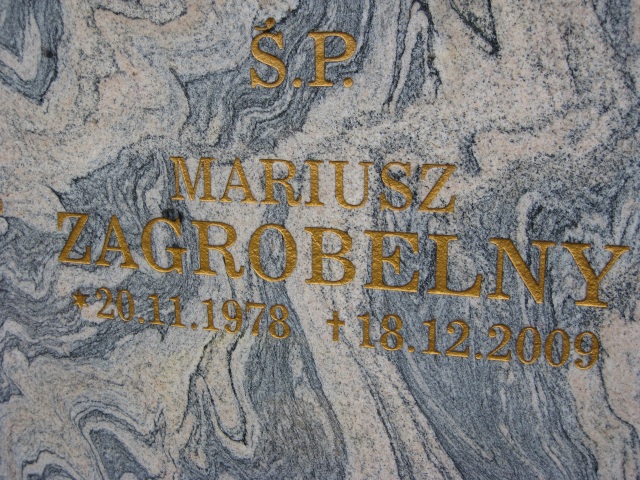 Ś.P.
MARIUSZ
ZAGROBELNY
*20.11.1978 †18.12.2009